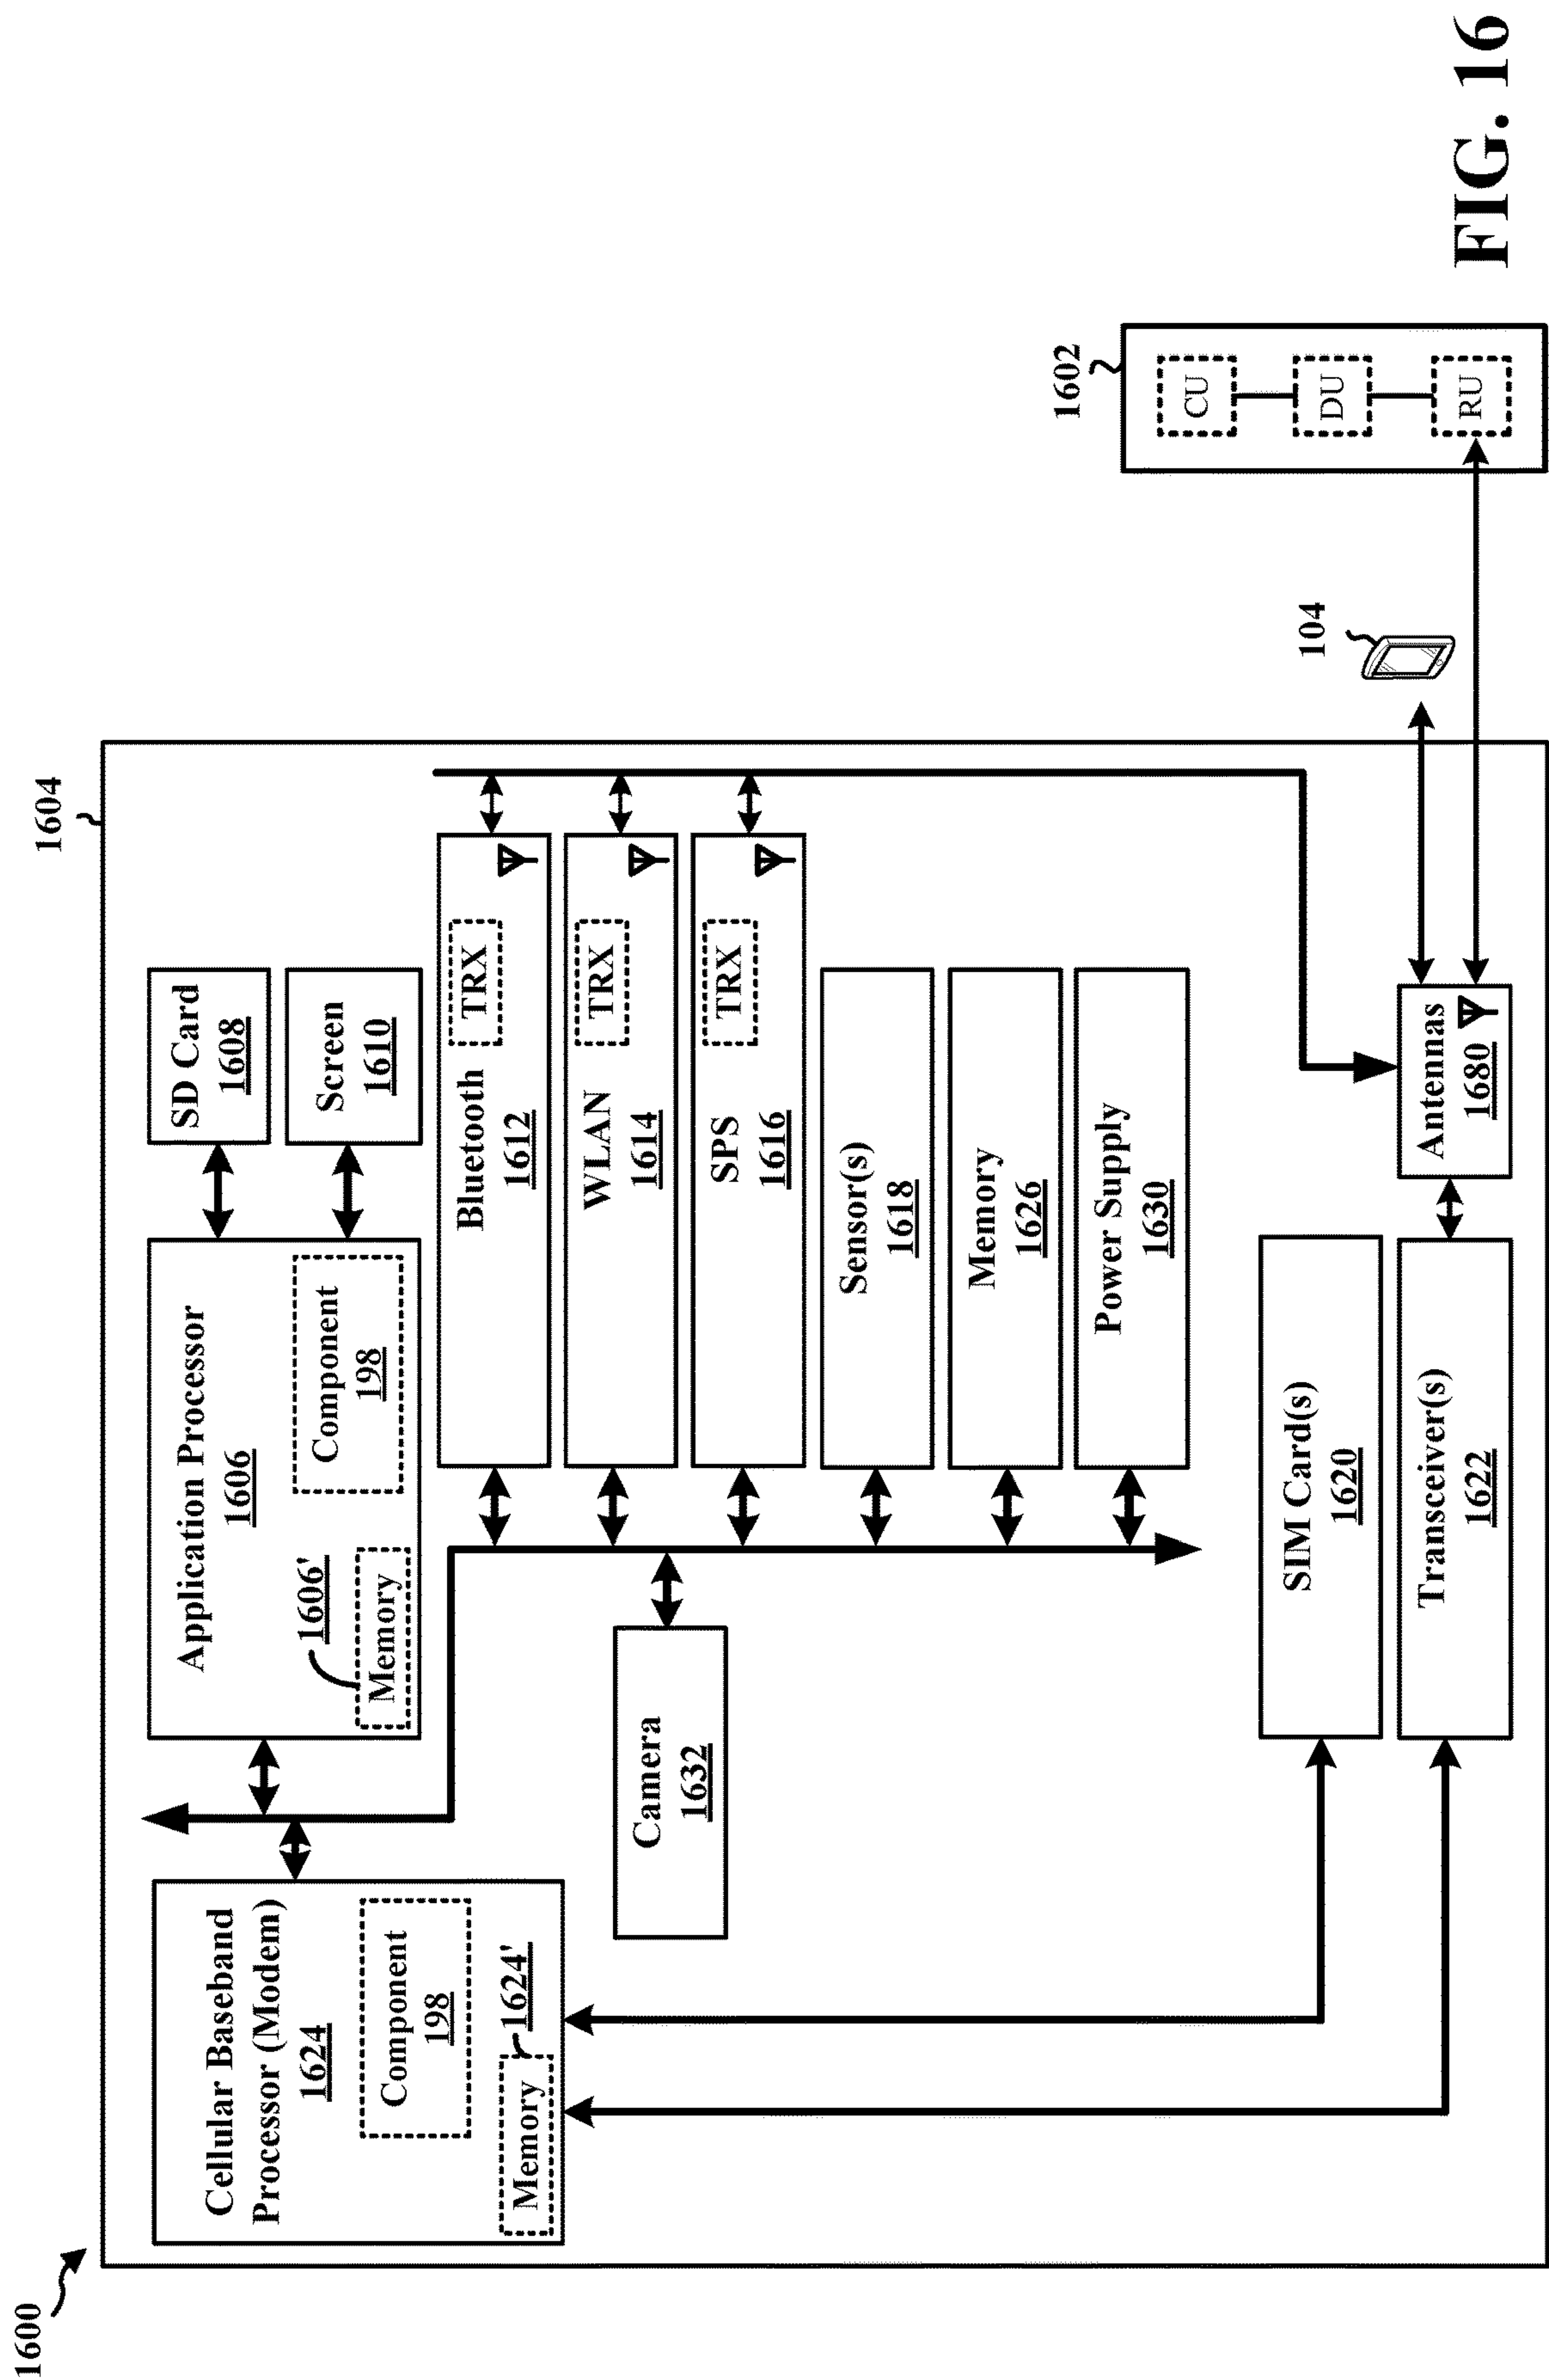 1600
1604
Cellular Baseband
Processor (Modem)
1624
Component
198
Memory
1624'
Application Processor
1606
1606'
Memory
Component
198
SD Card
1608
Screen
1610
Bluetooth
1612
TRX
WLAN
1614
TRX
SPS
1616
TRX
Camera
1632
Sensor(s)
1618
Memory
1626
Power Supply
1630
SIM Card(s)
1620
Transceiver(s)
1622
Antennas
1680
104
1602
CU
DU
RU
FIG. 16